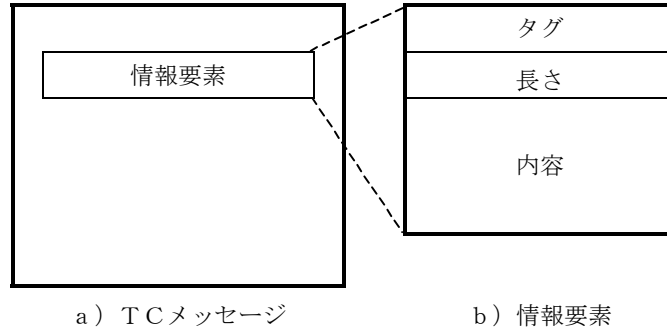 情報要素
タグ
長さ
内容
a）ＴＣメッセージ
b）情報要素